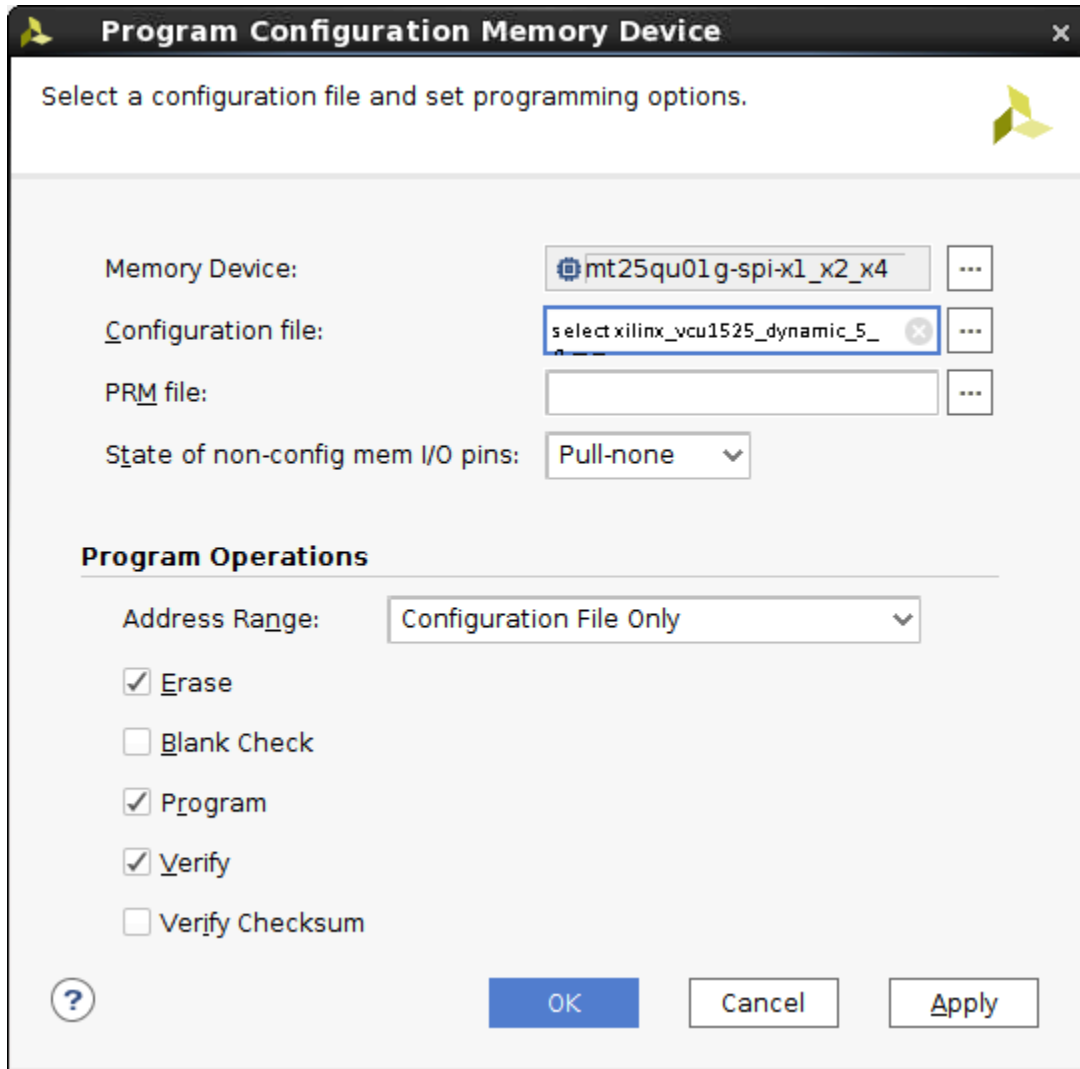 Program Configuration Memory Device
Select a configuration file and set programming options.
Memory Device: mt25qu01g-spi-x1_x2_x4 ...
Configuration file: select xilinx_vcu1525_dynamic_5_ ...
PRM file: ...
State of non-config mem I/O pins: Pull-none
Program Operations
Address Range: Configuration File Only
Erase
Blank Check
Program
Verify
Verify Checksum
? OK Cancel Apply